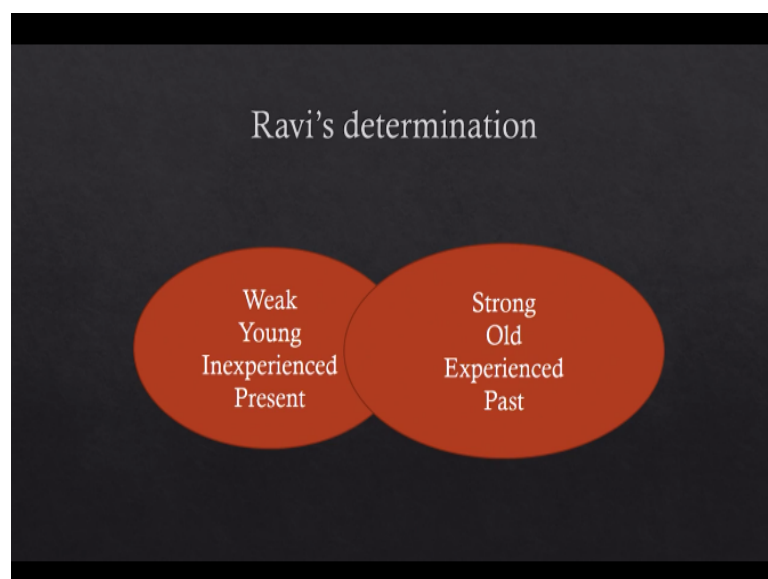 Ravi's determination
Weak
Young
Inexperienced
Present
Strong
Old
Experienced
Past